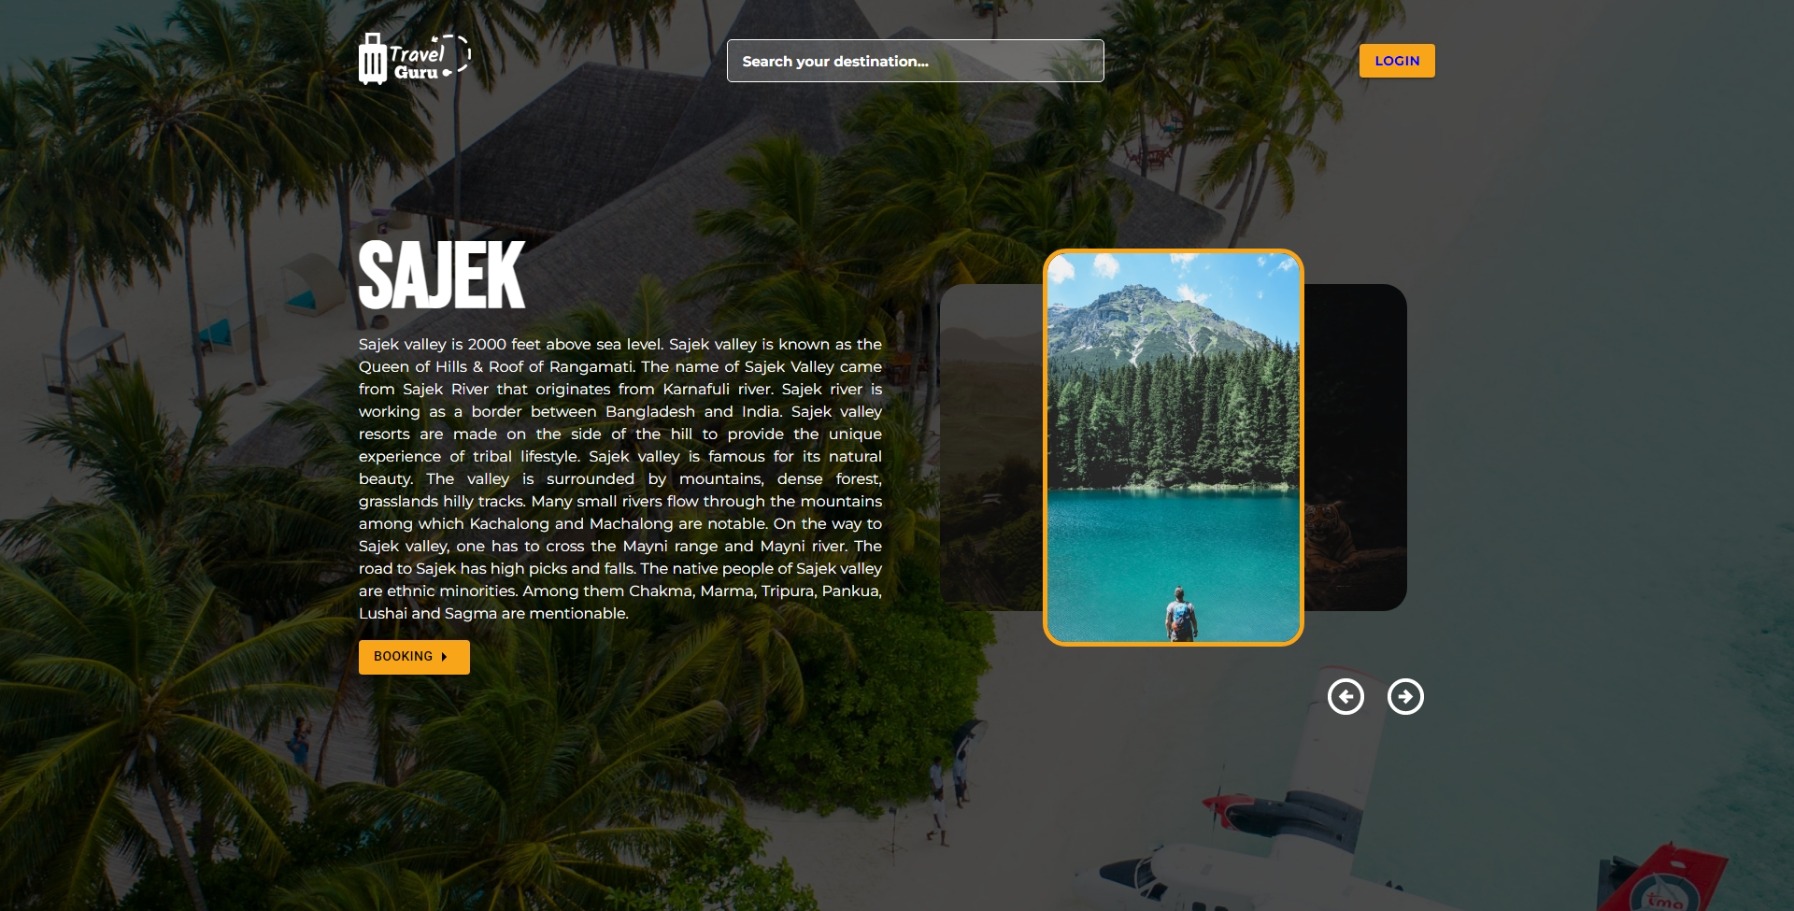 Travel
Guru
Search your destination...
LOGIN
SAJEK
Sajek valley is 2000 feet above sea level. Sajek valley is known as the
Queen of Hills & Roof of Rangamati. The name of Sajek Valley came
from Sajek River that originates from Karnafuli river. Sajek river is
working as a border between Bangladesh and India. Sajek valley
resorts are made on the side of the hill to provide the unique
experience of tribal lifestyle. Sajek valley is famous for its natural
beauty. The valley is surrounded by mountains, dense forest,
grasslands hilly tracks. Many small rivers flow through the mountains
among which Kachalong and Machalong are notable. On the way to
Sajek valley, one has to cross the Mayni range and Mayni river. The
road to Sajek has high picks and falls. The native people of Sajek valley
are ethnic minorities. Among them Chakma, Marma, Tripura, Pankua,
Lushai and Sagma are mentionable.
BOOKING
tma